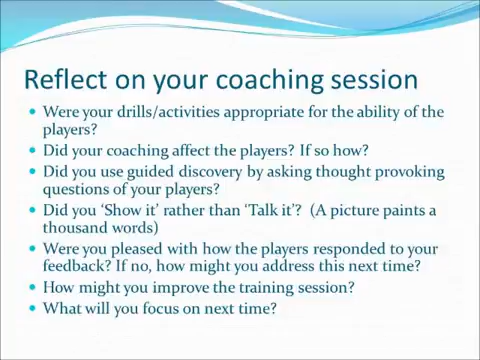 Reflect on your coaching session
• Were your drills/activities appropriate for the ability of the
players?
• Did your coaching affect the players? If so how?
• Did you use guided discovery by asking thought provoking
questions of your players?
• Did you ‘Show it’ rather than ‘Talk it’? (A picture paints a
thousand words)
• Were you pleased with how the players responded to your
feedback? If no, how might you address this next time?
• How might you improve the training session?
• What will you focus on next time?